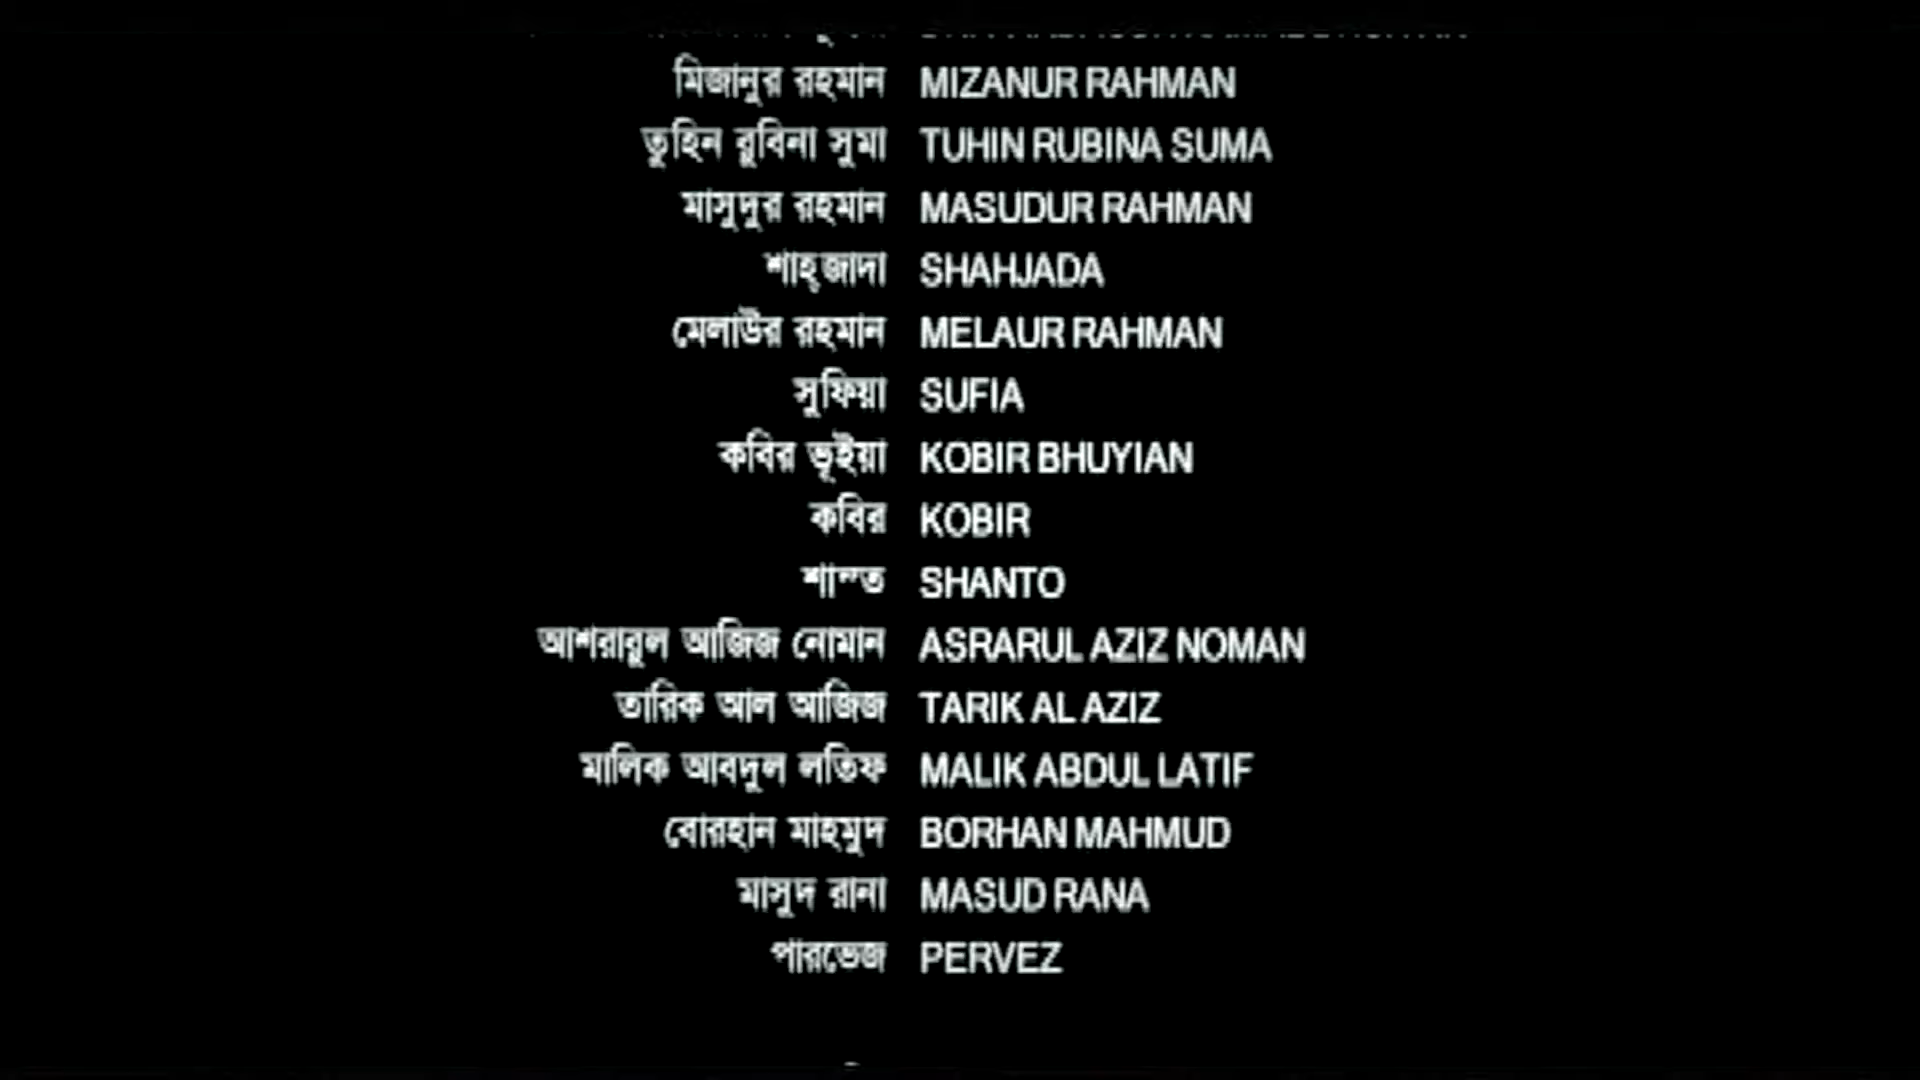 মিজানুর রহমান MIZANUR RAHMAN
তুহিন রুবিনা সুমা TUHIN RUBINA SUMA
মাসুদুর রহমান MASUDUR RAHMAN
শাহ্জাদা SHAHJADA
মেলাউর রহমান MELAUR RAHMAN
সুফিয়া SUFIA
কবির ভূইয়া KOBIR BHUYIAN
কবির KOBIR
শান্ত SHANTO
আশরারুল আজিজ নোমান ASRARUL AZIZ NOMAN
তারিক আল আজিজ TARIK AL AZIZ
মালিক আবদুল লতিফ MALIK ABDUL LATIF
বোরহান মাহমুদ BORHAN MAHMUD
মাসুদ রানা MASUD RANA
পারভেজ PERVEZ